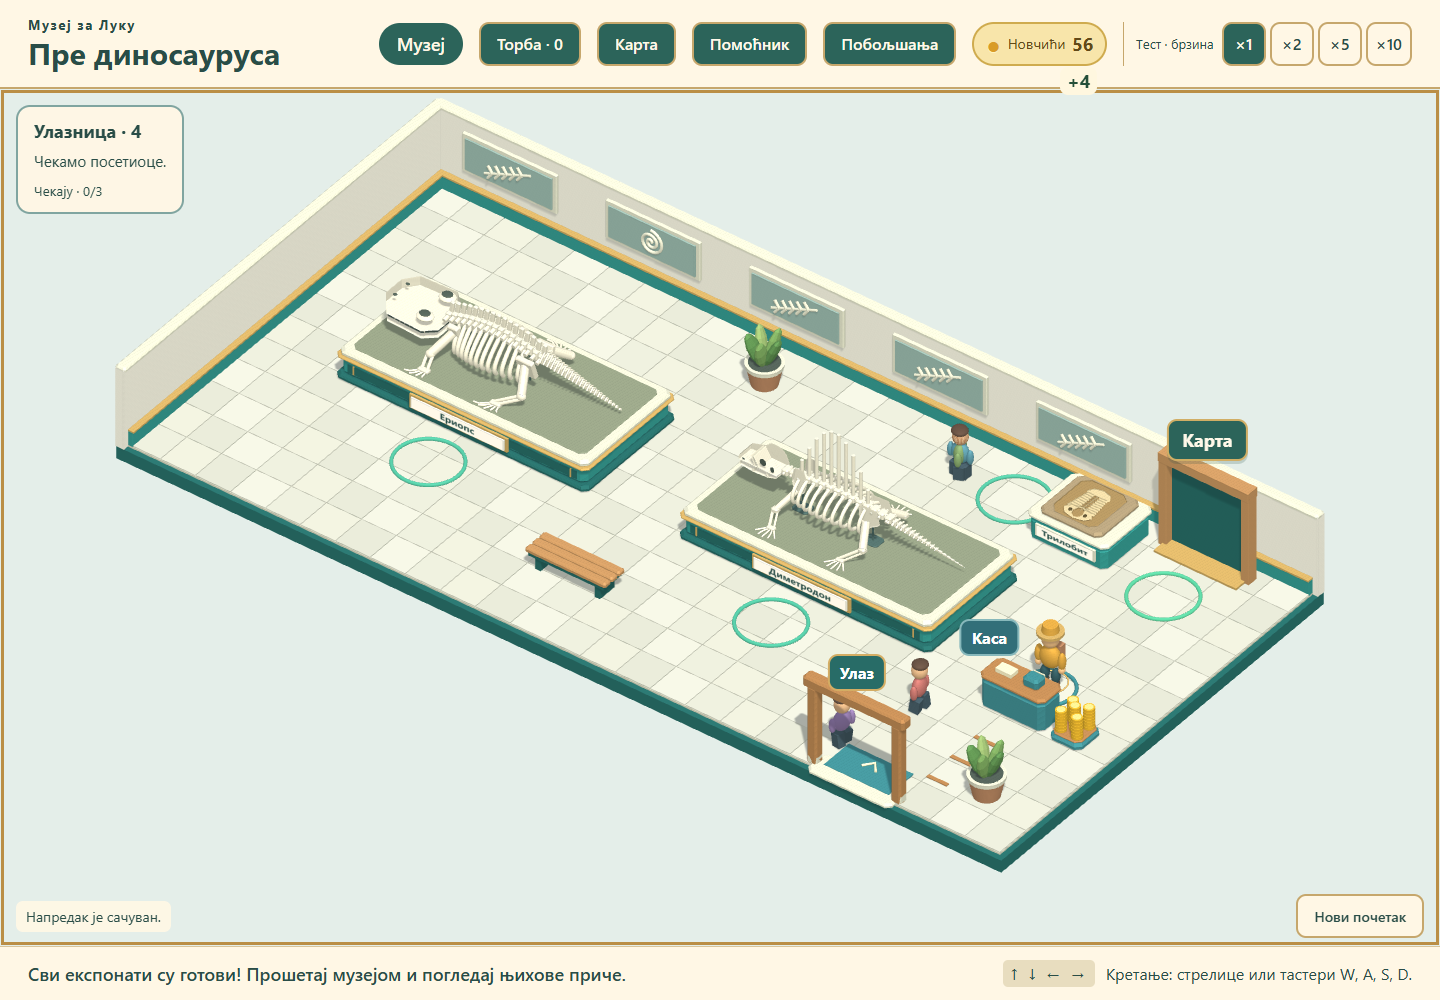 Музеј за Луку
Пре диносауруса
Музеј
Торба · 0
Карта
Помоћник
Побољшања
Новчићи 56
Тест · брзина
×1
×2
×5
×10
+4
Улазница · 4
Чекамо посетиоце.
Чекају · 0/3
Ериопс
Карта
Трилобит
Диметродон
Каса
Улаз
Напредак је сачуван.
Нови почетак
Сви експонати су готови! Прошетај музејом и погледај њихове приче.
↑ ↓ ← → Кретање: стрелице или тастери W, A, S, D.